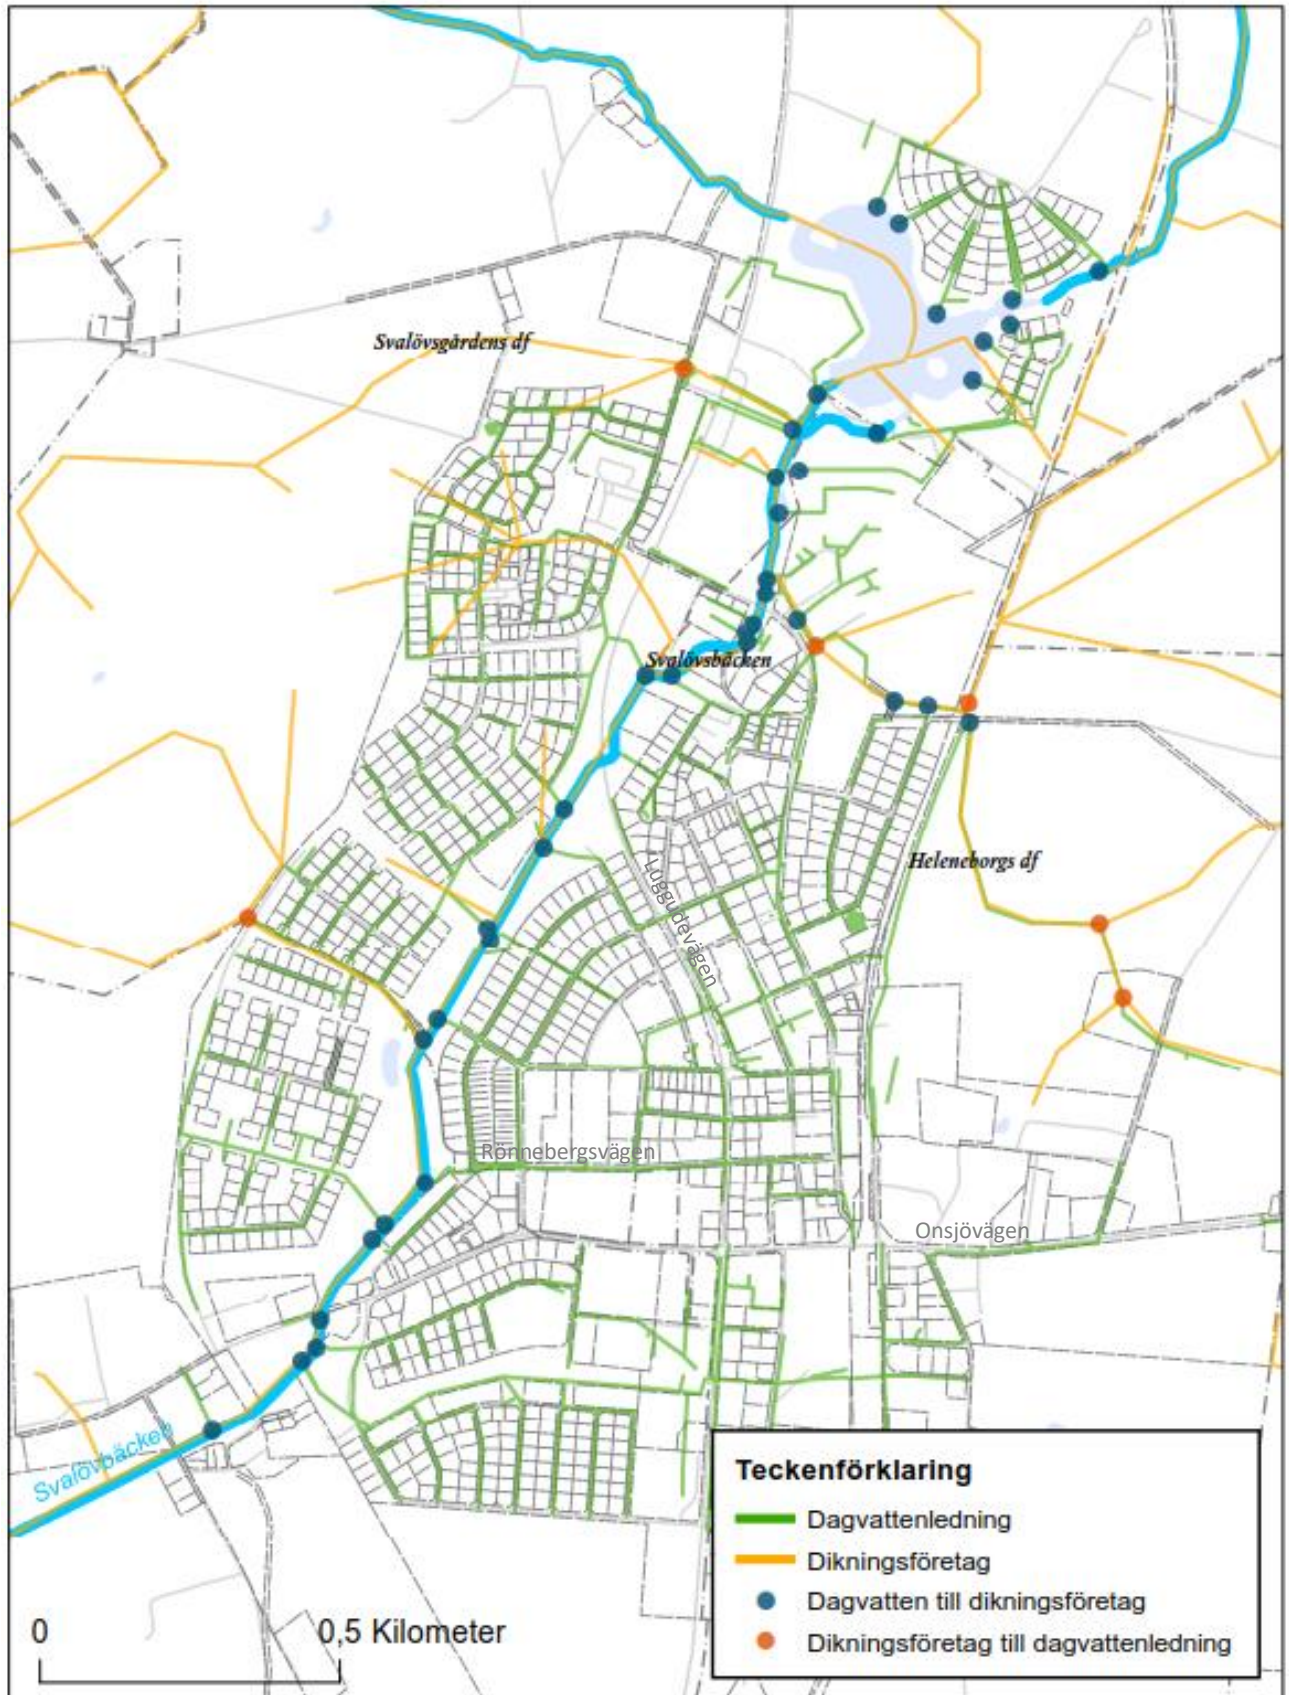 Svalövsgårdens df
Svalövsbäcken
Heleneborgs df
Luggudevägen
Rönnebergsvägen
Onsjövägen
Svalövbäcken
Teckenförklaring
Dagvattenledning
Dikningsföretag
Dagvatten till dikningsföretag
Dikningsföretag till dagvattenledning
0 0,5 Kilometer